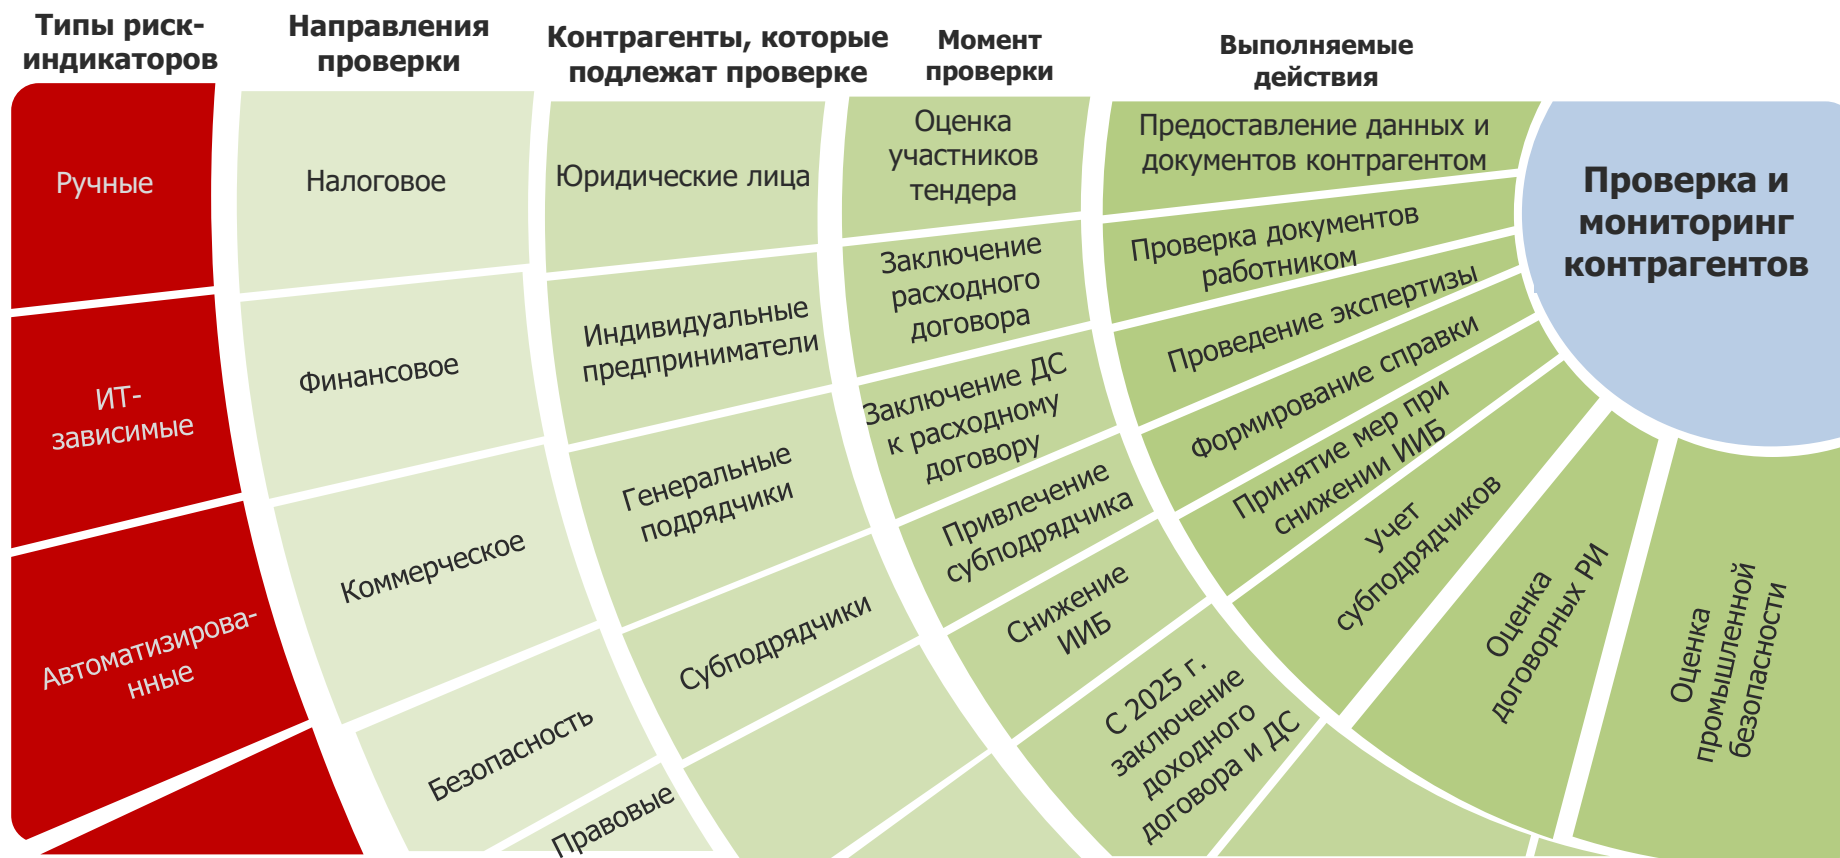 Типы риск-
индикаторов
Ручные
ИТ-
зависимые
Автоматизирова-
нные
Направления
проверки
Налоговое
Финансовое
Коммерческое
Безопасность
Правовые
Контрагенты, которые
подлежат проверке
Юридические лица
Индивидуальные
предприниматели
Генеральные
подрядчики
Субподрядчики
Момент
проверки
Оценка
участников
тендера
Заключение
расходного
договора
Заключение ДС
к расходному
договору
Привлечение
субподрядчика
Снижение
ИИБ
С 2025 г.
заключение
доходного
договора и ДС
Выполняемые
действия
Предоставление данных и
документов контрагентом
Проверка документов
работником
Проведение экспертизы
Формирование справки
Принятие мер при
снижении ИИБ
Учет
субподрядчиков
Оценка
договорных РИ
Оценка
промышленной
безопасности
Проверка и
мониторинг
контрагентов